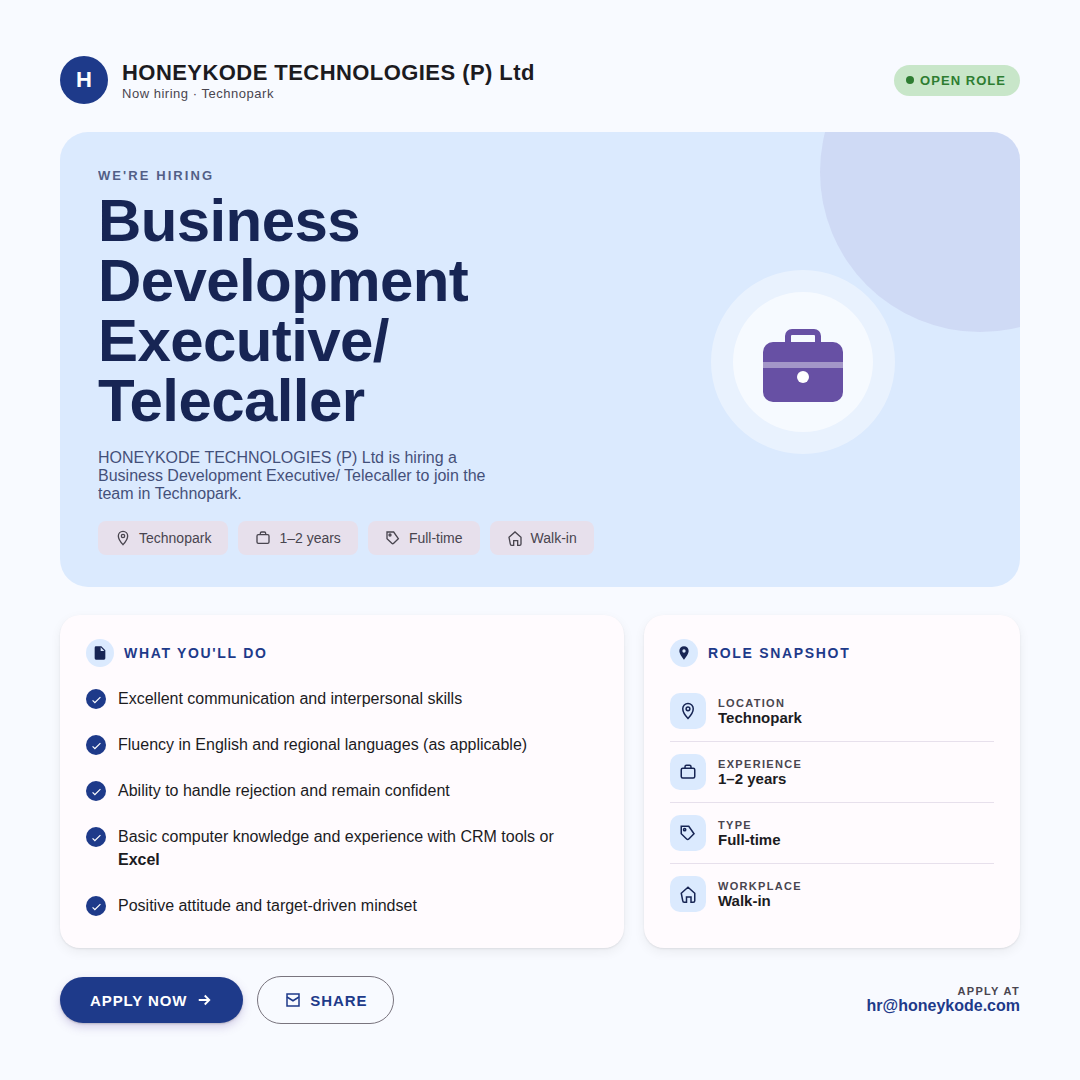 H
HONEYKODE TECHNOLOGIES (P) Ltd
Now hiring · Technopark
OPEN ROLE
WE'RE HIRING
Business
Development
Executive/
Telecaller
HONEYKODE TECHNOLOGIES (P) Ltd is hiring a
Business Development Executive/ Telecaller to join the
team in Technopark.
Technopark
1–2 years
Full-time
Walk-in
WHAT YOU'LL DO
Excellent communication and interpersonal skills
Fluency in English and regional languages (as applicable)
Ability to handle rejection and remain confident
Basic computer knowledge and experience with CRM tools or
Excel
Positive attitude and target-driven mindset
ROLE SNAPSHOT
LOCATION
Technopark
EXPERIENCE
1–2 years
TYPE
Full-time
WORKPLACE
Walk-in
APPLY NOW
SHARE
APPLY AT
hr@honeykode.com